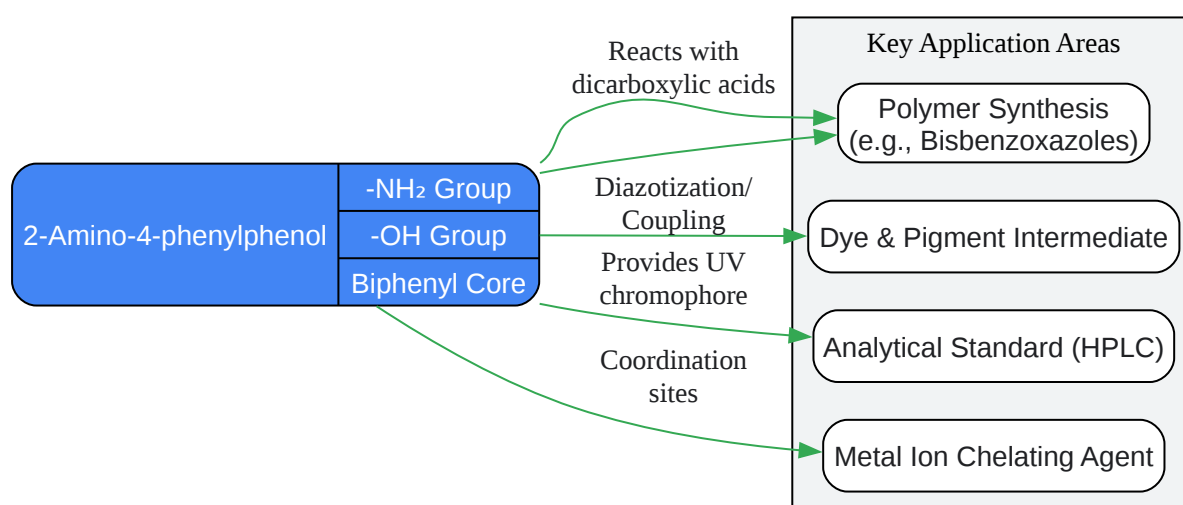 2-Amino-4-phenylphenol
-NH₂ Group
-OH Group
Biphenyl Core
Reacts with
dicarboxylic acids
Diazotization/
Coupling
Provides UV
chromophore
Coordination
sites
Key Application Areas
Polymer Synthesis
(e.g., Bisbenzoxazoles)
Dye & Pigment Intermediate
Analytical Standard (HPLC)
Metal Ion Chelating Agent